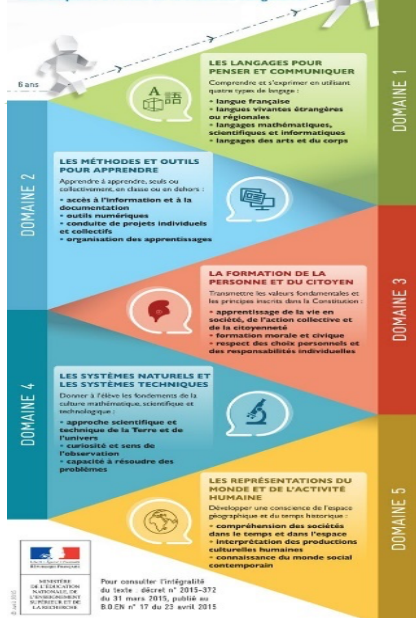 6 ans
LES LANGAGES POUR
PENSER ET COMMUNIQUER
Comprendre et s'exprimer en utilisant
quatre types de langage :
• langue française
• langues vivantes étrangères
ou régionales
• langages mathématiques,
scientifiques et informatiques
• langages des arts et du corps
DOMAINE 1
LES MÉTHODES ET OUTILS
POUR APPRENDRE
Apprendre à apprendre, seuls ou
collectivement, en classe ou en dehors :
• accès à l'information et à la
documentation
• outils numériques
• conduite de projets individuels
et collectifs
• organisation des apprentissages
DOMAINE 2
LA FORMATION DE LA
PERSONNE ET DU CITOYEN
Transmettre les valeurs fondamentales et
les principes inscrits dans la Constitution :
• apprentissage de la vie en
société, de l'action collective et
de la citoyenneté
• formation morale et civique
• respect des choix personnels et
des responsabilités individuelles
DOMAINE 3
LES SYSTÈMES NATURELS ET
LES SYSTÈMES TECHNIQUES
Donner à l'élève les fondements de la
culture mathématique, scientifique et
technologique :
• approche scientifique et
technique de la Terre et de
l'univers
• curiosité et sens de
l'observation
• capacité à résoudre des
problèmes
DOMAINE 4
LES REPRÉSENTATIONS DU
MONDE ET DE L'ACTIVITÉ
HUMAINE
Développer une conscience de l'espace
géographique et du temps historique :
• compréhension des sociétés
dans le temps et dans l'espace
• interprétation des productions
culturelles humaines
• connaissance du monde social
contemporain
DOMAINE 5
MINISTÈRE
DE L'ÉDUCATION
NATIONALE, DE
L'ENSEIGNEMENT
SUPÉRIEUR ET DE
LA RECHERCHE
Pour consulter l'intégralité
du texte : décret n° 2015-372
du 31 mars 2015, publié au
B.O.EN n° 17 du 23 avril 2015